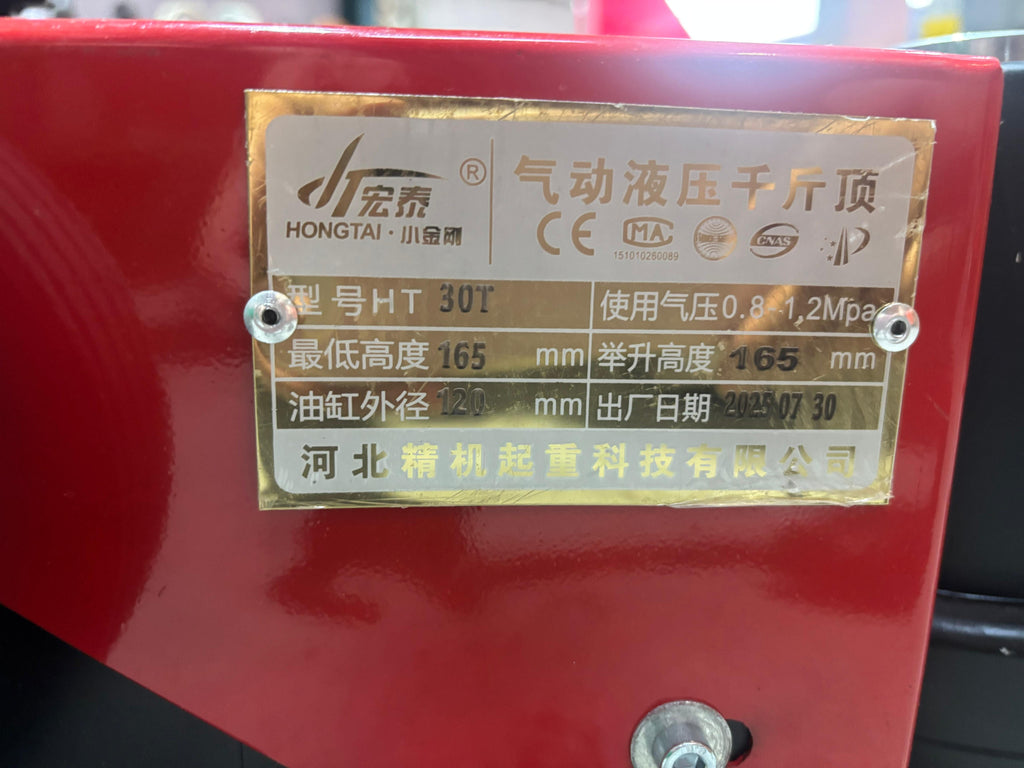 宏泰®
HONGTAI·小金刚
气动液压千斤顶
CE MA CNAS
151010260089
型号HT 30T
使用气压0.8-1.2Mpa
最低高度165 mm
举升高度165 mm
油缸外径120 mm
出厂日期2025 07 30
河北精机起重科技有限公司